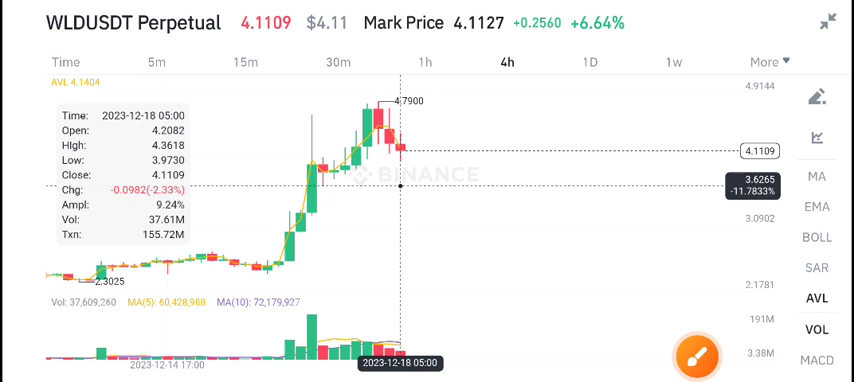 WLDUSDT Perpetual 4.1109 $4.11 Mark Price 4.1127 +0.2560 +6.64%
Time 5m 15m 30m 1h 4h 1D 1w More
AVL 4.1404
4.9144
4.7900
Time: 2023-12-18 05:00
Open: 4.2082
High: 4.3618
Low: 3.9730
Close: 4.1109
Chg: -0.0982(-2.33%)
Ampl: 9.24%
Vol: 37.61M
Txn: 155.72M
4.1109
BINANCE
3.6265
-11.7833%
3.0902
2.3025
2.1781
MA
EMA
BOLL
SAR
AVL
VOL
MACD
Vol: 37,609,260 MA(5): 60,428,988 MA(10): 72,179,927
191M
3.38M
2023-12-14 17:00 2023-12-18 05:00